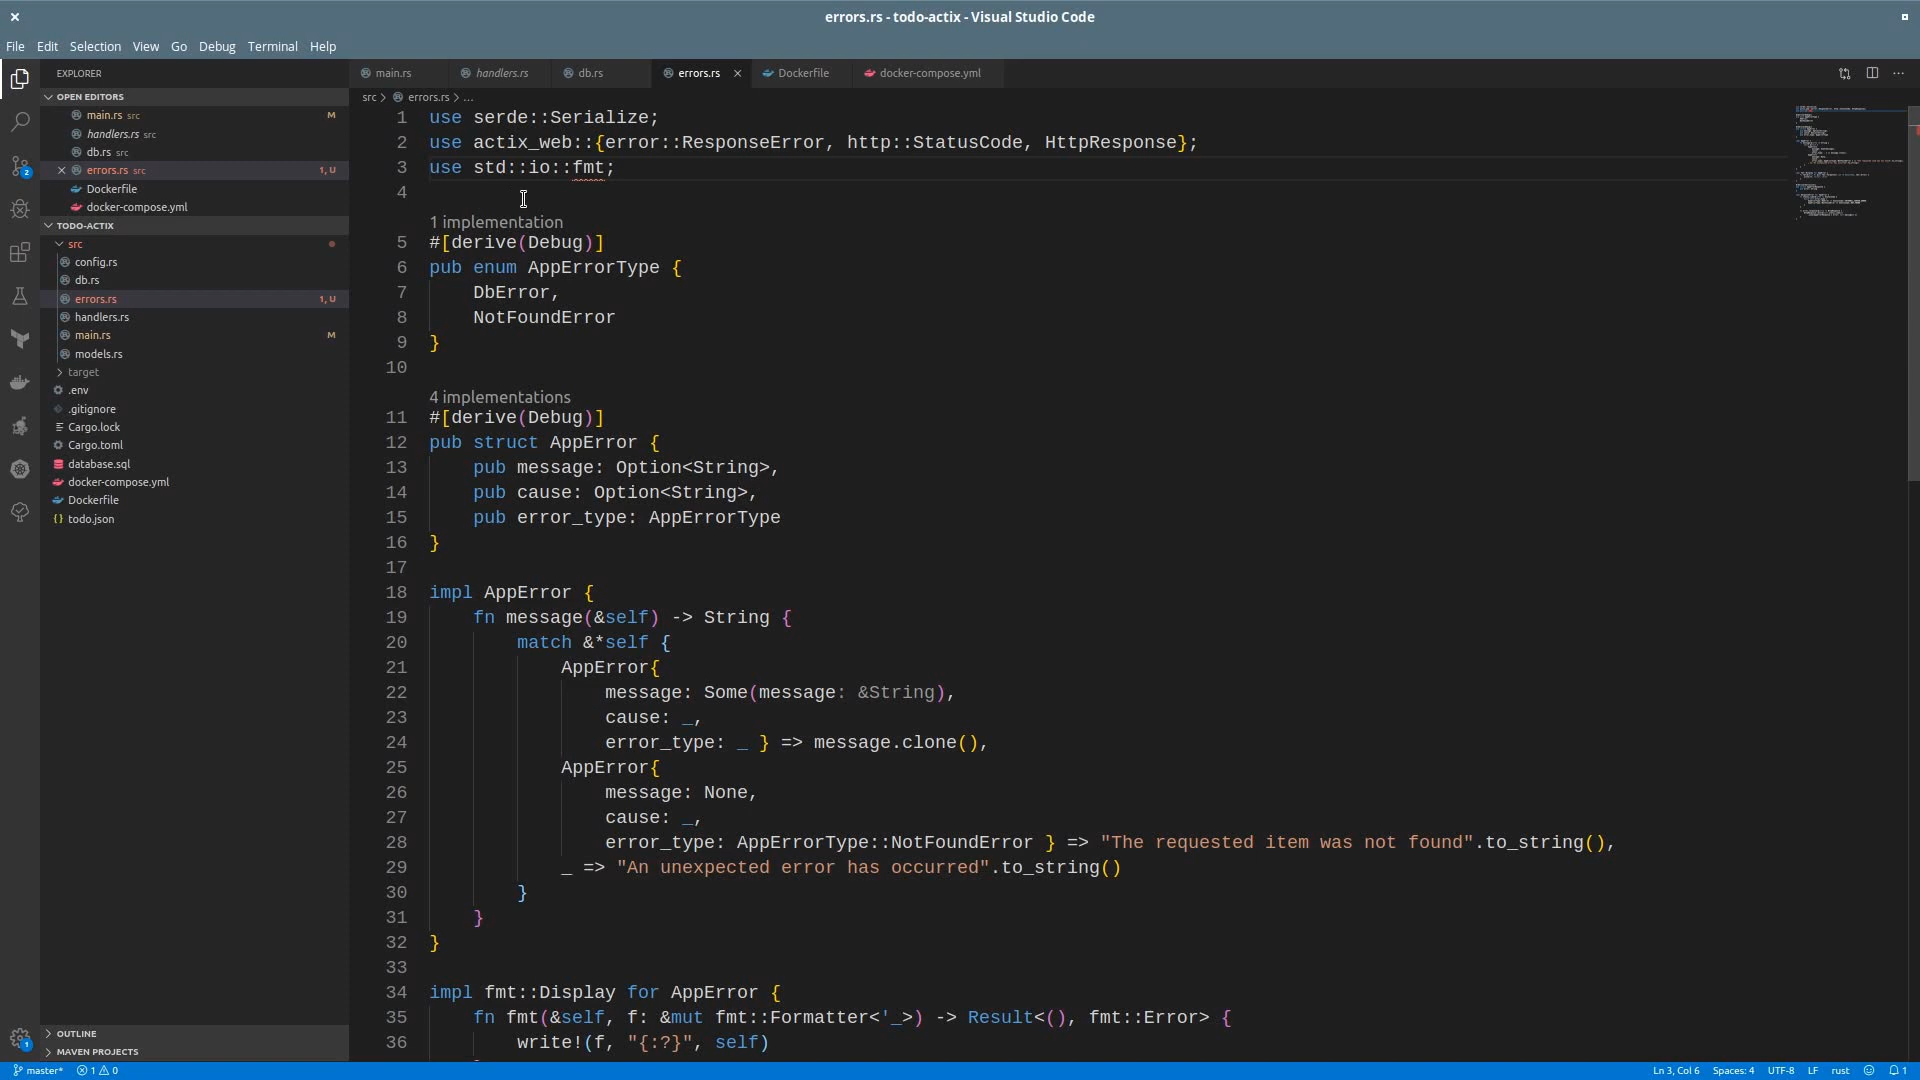 errors.rs - todo-actix - Visual Studio Code
File Edit Selection View Go Debug Terminal Help
EXPLORER
OPEN EDITORS
main.rs src M
handlers.rs src
db.rs src
errors.rs src 1, U
Dockerfile
docker-compose.yml
TODO-ACTIX
src
config.rs
db.rs
errors.rs 1, U
handlers.rs
main.rs M
models.rs
target
.env
.gitignore
Cargo.lock
Cargo.toml
database.sql
docker-compose.yml
Dockerfile
todo.json
OUTLINE
MAVEN PROJECTS
2
1
main.rs handlers.rs db.rs errors.rs Dockerfile docker-compose.yml
src > errors.rs > ...
1 use serde::Serialize;
2 use actix_web::{error::ResponseError, http::StatusCode, HttpResponse};
3 use std::io::fmt;
4
1 implementation
5 #[derive(Debug)]
6 pub enum AppErrorType {
7 DbError,
8 NotFoundError
9 }
10
4 implementations
11 #[derive(Debug)]
12 pub struct AppError {
13 pub message: Option<String>,
14 pub cause: Option<String>,
15 pub error_type: AppErrorType
16 }
17
18 impl AppError {
19 fn message(&self) -> String {
20 match &*self {
21 AppError{
22 message: Some(message: &String),
23 cause: _,
24 error_type: _ } => message.clone(),
25 AppError{
26 message: None,
27 cause: _,
28 error_type: AppErrorType::NotFoundError } => "The requested item was not found".to_string(),
29 _ => "An unexpected error has occurred".to_string()
30 }
31 }
32 }
33
34 impl fmt::Display for AppError {
35 fn fmt(&self, f: &mut fmt::Formatter<'_>) -> Result<(), fmt::Error> {
36 write!(f, "{:?}", self)
master* 1 0 Ln 3, Col 6 Spaces: 4 UTF-8 LF rust 1